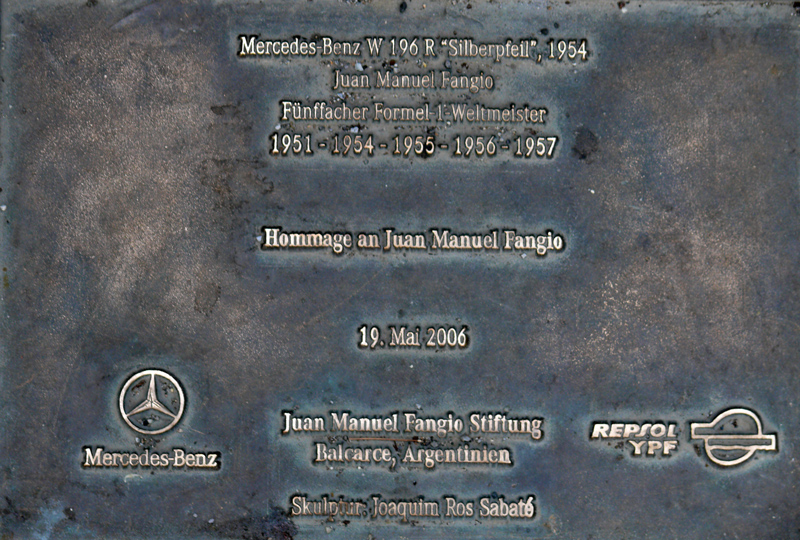 Mercedes-Benz W 196 R "Silberpfeil", 1954
Juan Manuel Fangio
Fünffacher Formel-1-Weltmeister
1951 - 1954 - 1955 - 1956 - 1957
Hommage an Juan Manuel Fangio
19. Mai 2006
Mercedes-Benz
Juan Manuel Fangio Stiftung
Balcarce, Argentinien
Skulptur: Joaquim Ros Sabaté
REPSOL
YPF